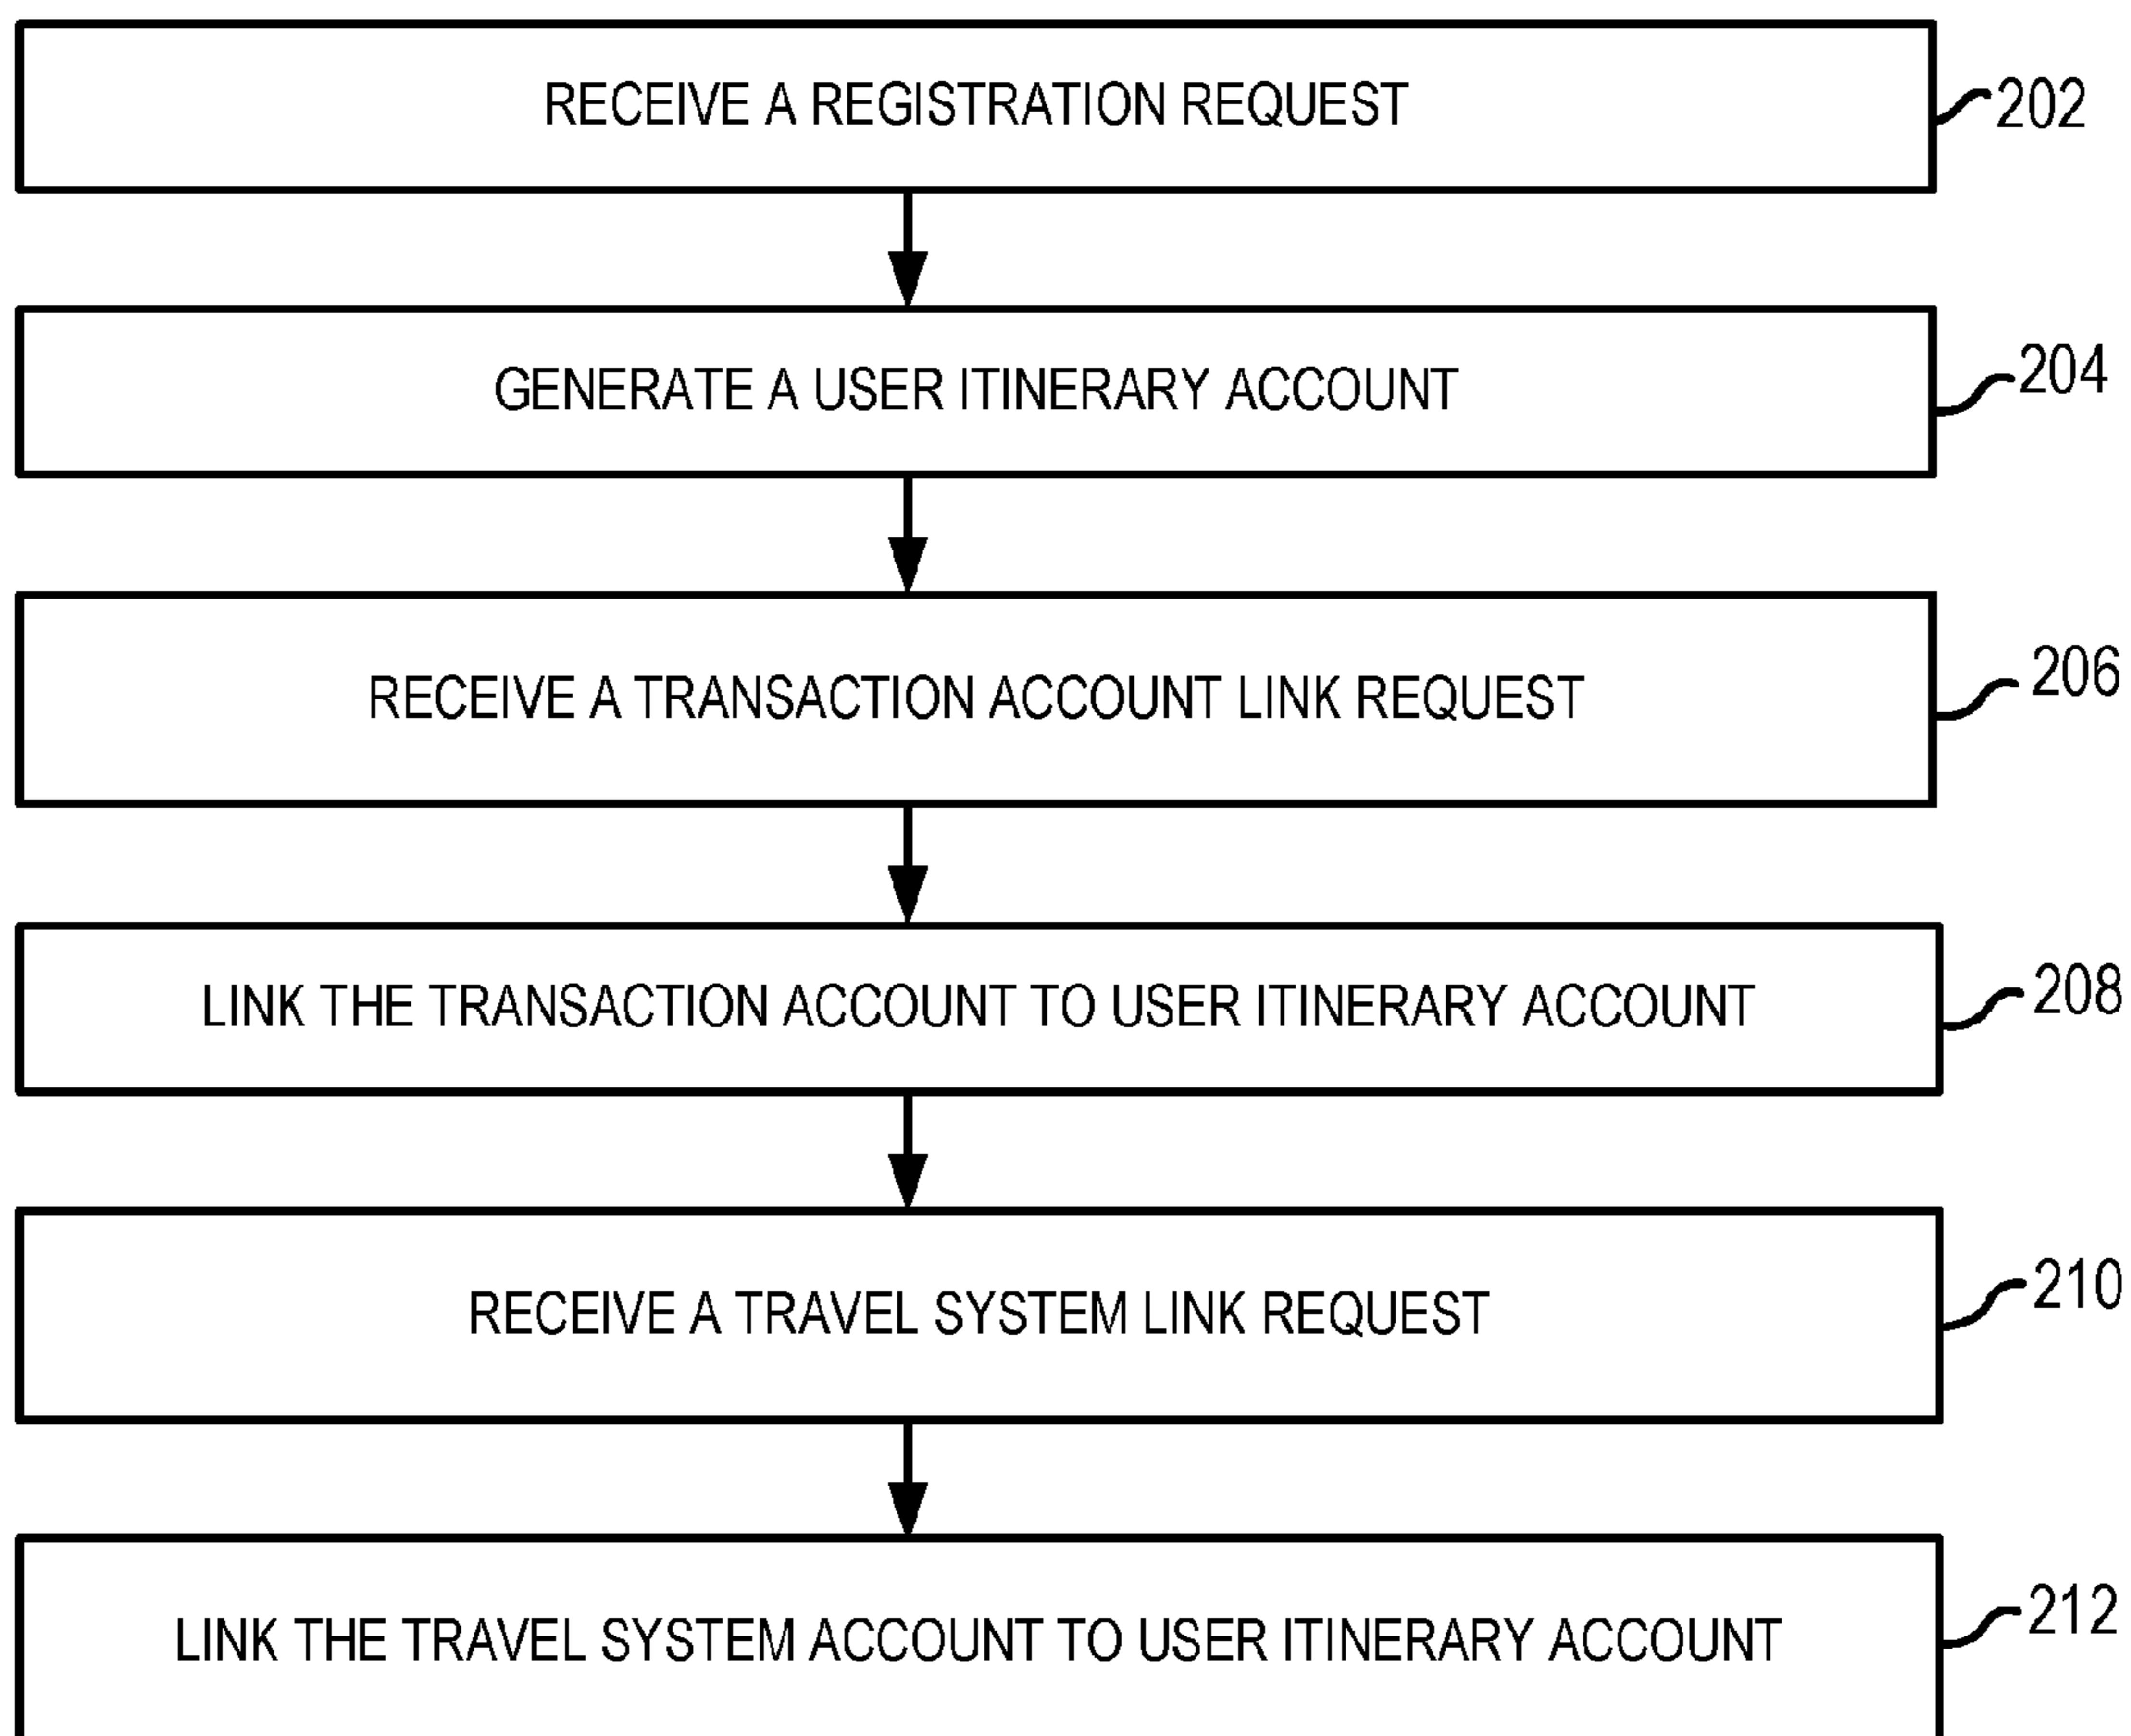 RECEIVE A REGISTRATION REQUEST
202
GENERATE A USER ITINERARY ACCOUNT
204
RECEIVE A TRANSACTION ACCOUNT LINK REQUEST
206
LINK THE TRANSACTION ACCOUNT TO USER ITINERARY ACCOUNT
208
RECEIVE A TRAVEL SYSTEM LINK REQUEST
210
LINK THE TRAVEL SYSTEM ACCOUNT TO USER ITINERARY ACCOUNT
212